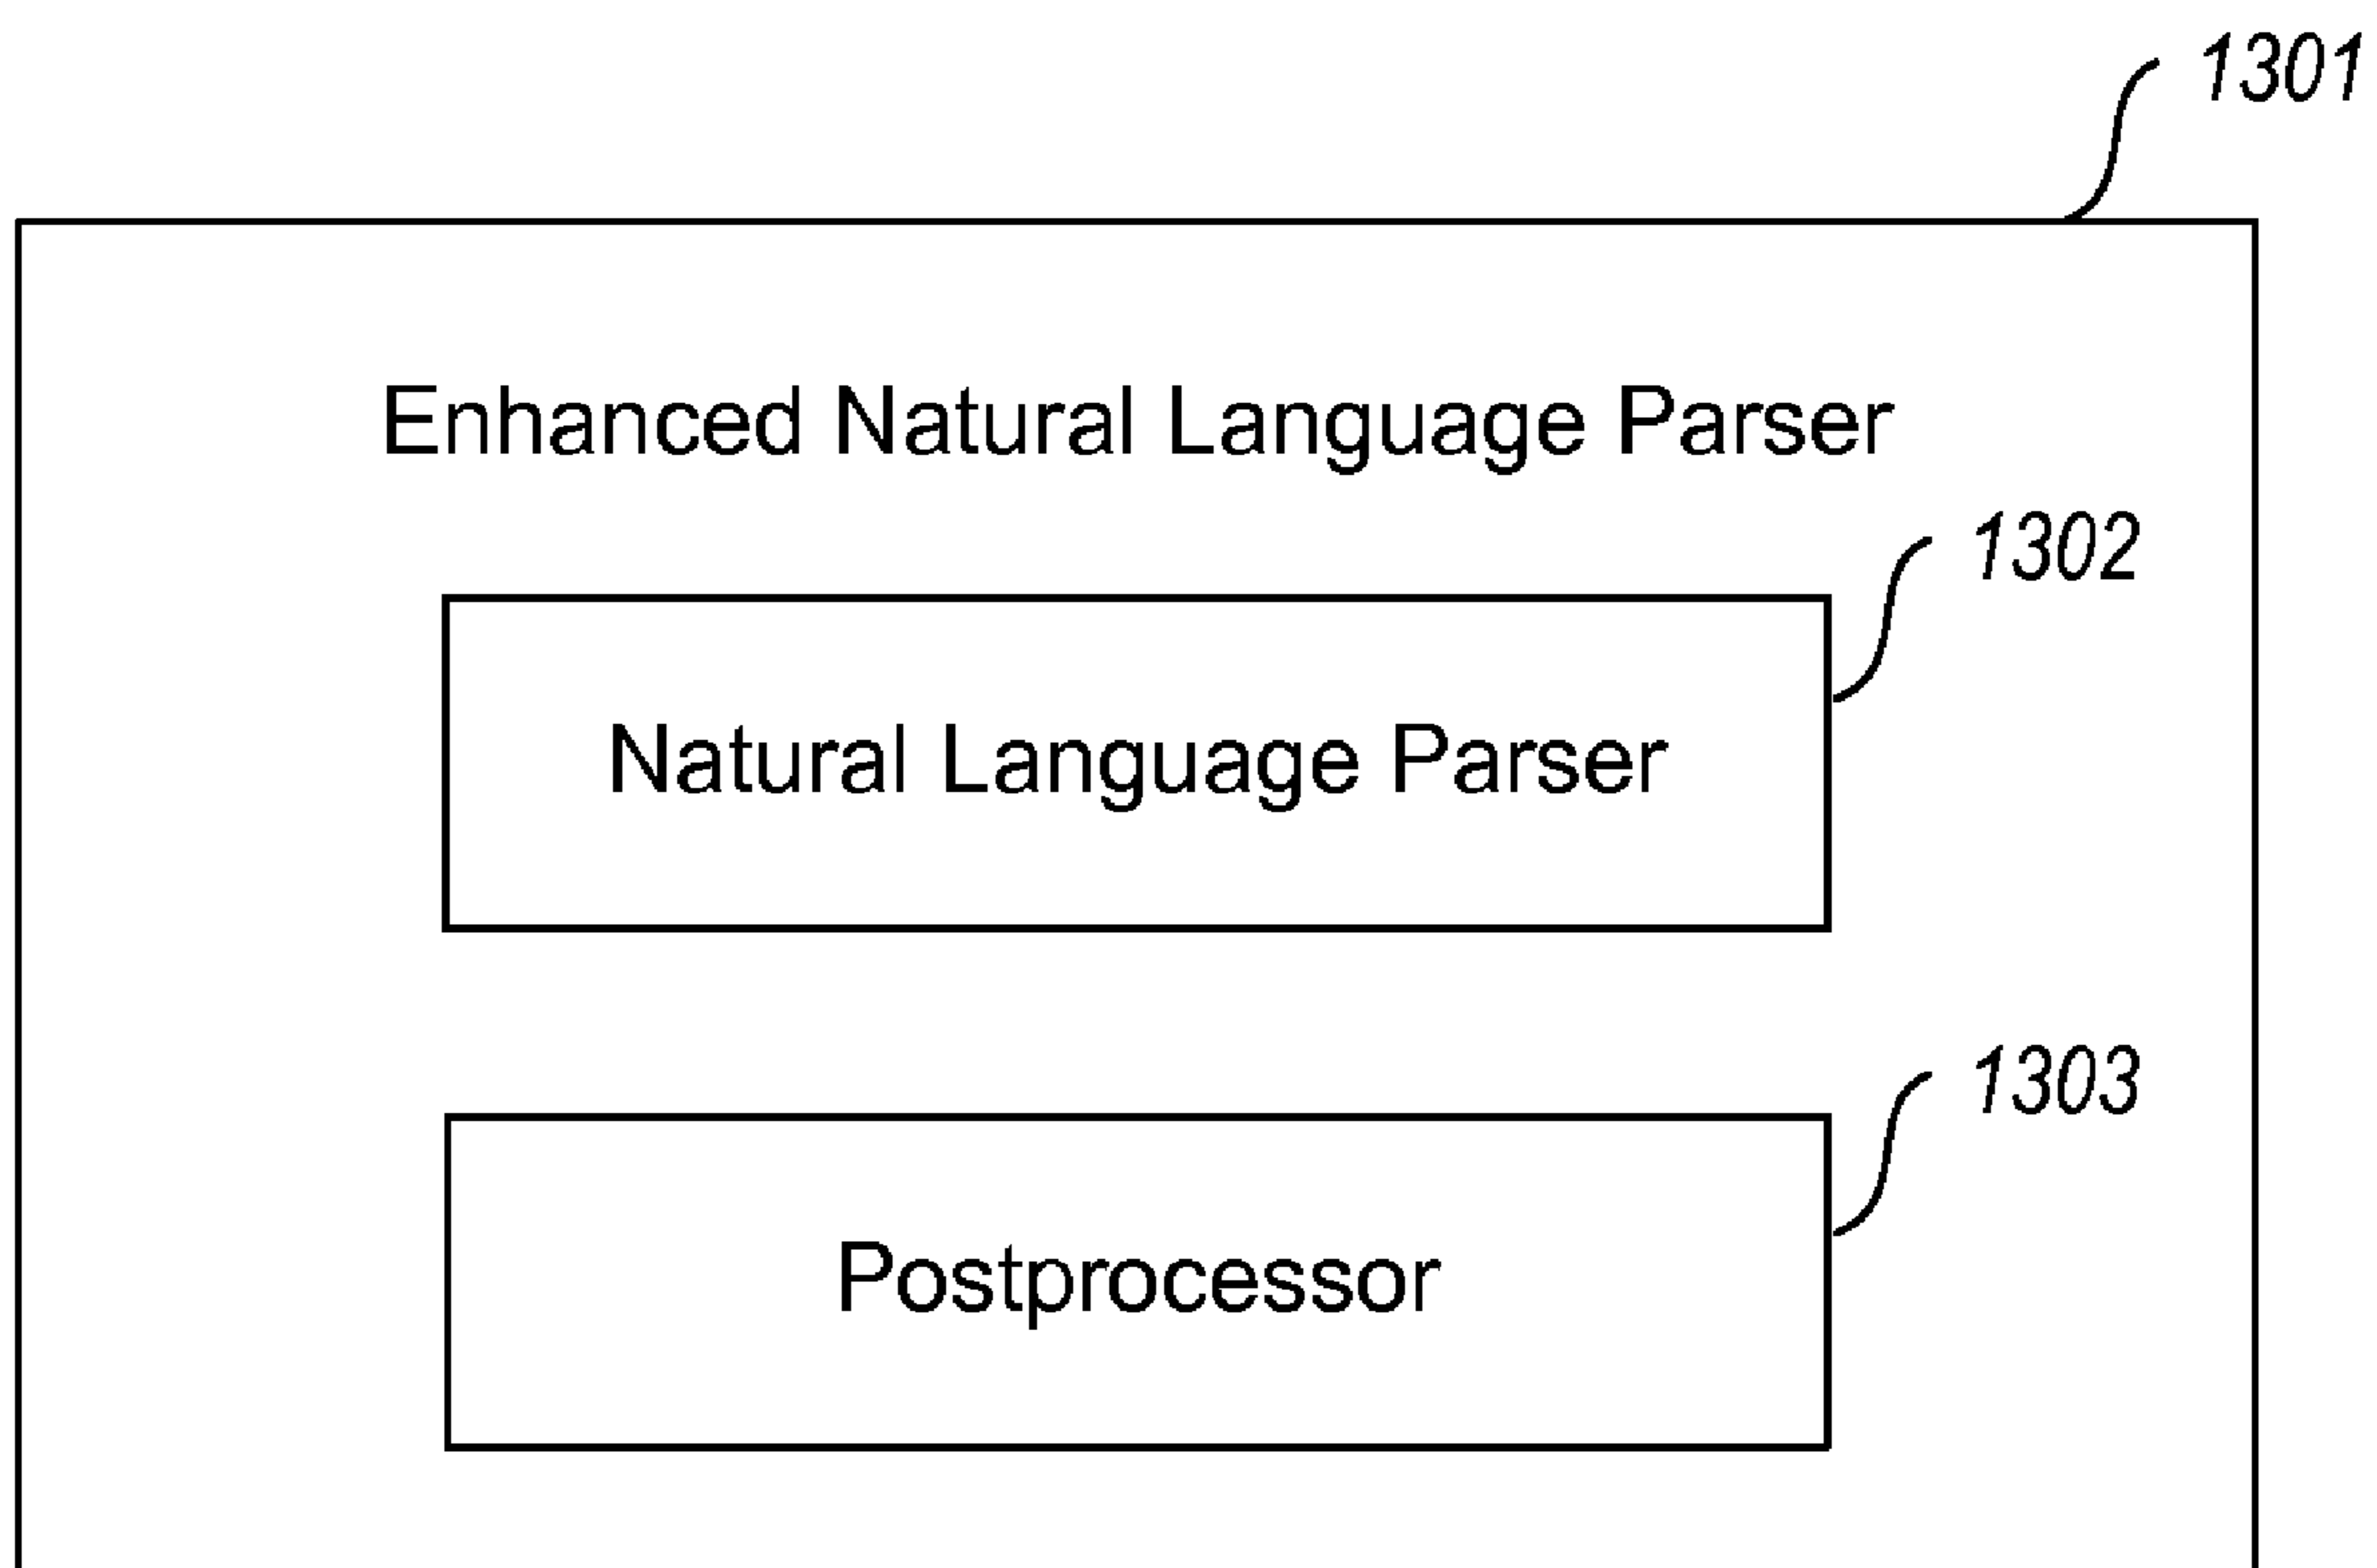 1301
Enhanced Natural Language Parser
1302
Natural Language Parser
1303
Postprocessor